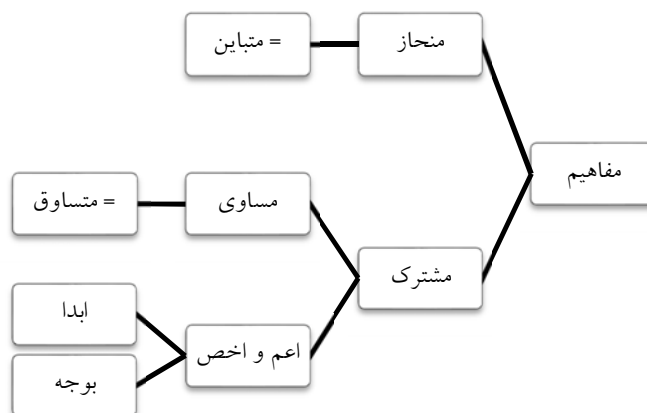 مفاهیم
منحاز
= متباین
مشترک
مساوی
= متساوق
اعم و اخص
ابدا
بوجه